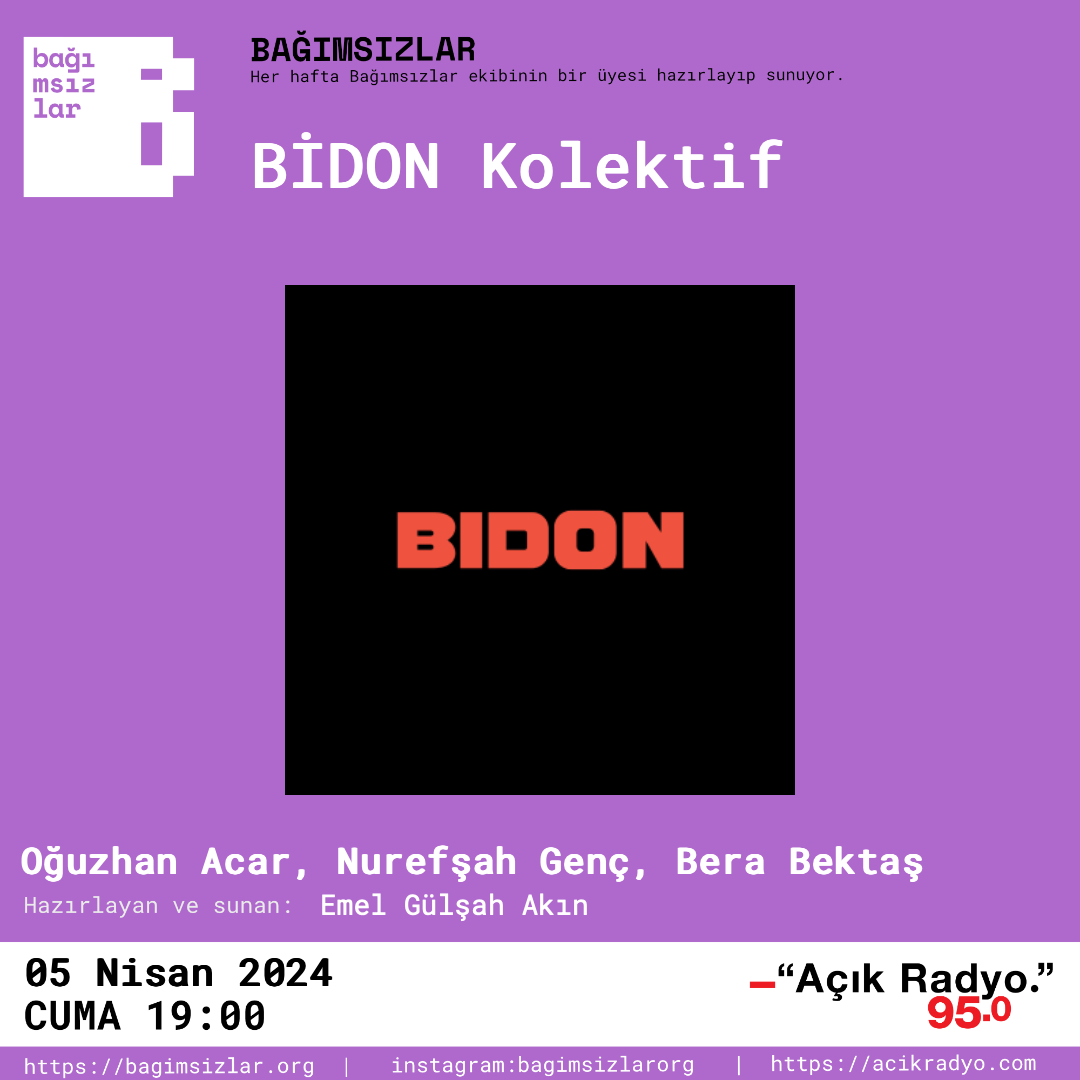 bağı
msız
lar
BAĞIMSIZLAR
Her hafta Bağımsızlar ekibinin bir üyesi hazırlayıp sunuyor.
BİDON Kolektif
BIDON
Oğuzhan Acar, Nurefşah Genç, Bera Bektaş
Hazırlayan ve sunan: Emel Gülşah Akın
05 Nisan 2024
CUMA 19:00
–“Açık Radyo.”
95.0
https://bagimsizlar.org | instagram:bagimsizlarorg | https://acikradyo.com